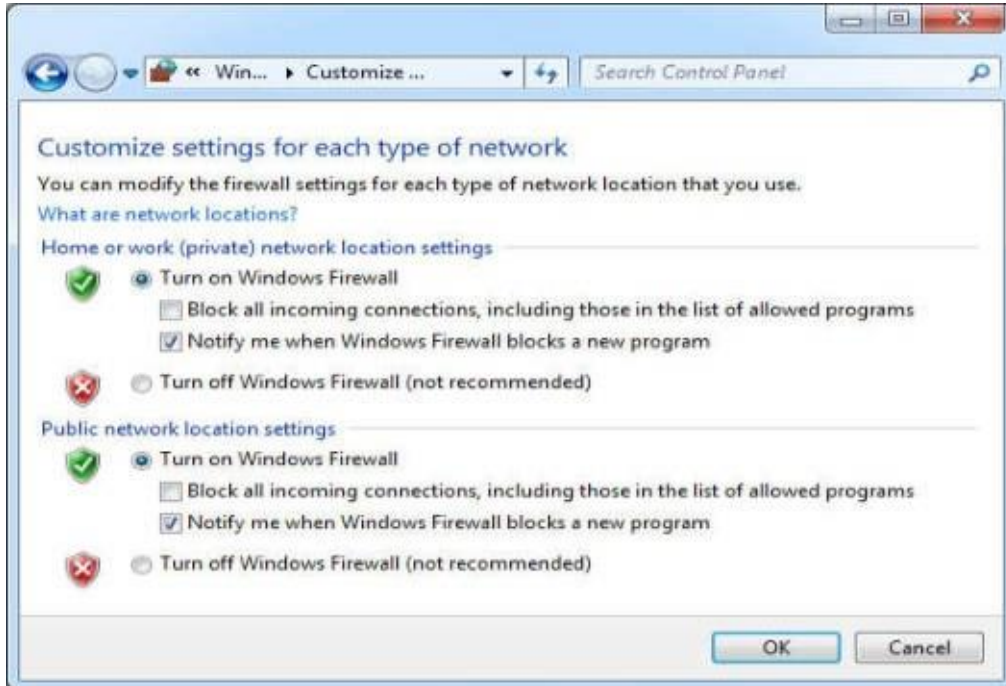 « Win... ▸ Customize ...
Search Control Panel
Customize settings for each type of network
You can modify the firewall settings for each type of network location that you use.
What are network locations?
Home or work (private) network location settings
Turn on Windows Firewall
Block all incoming connections, including those in the list of allowed programs
Notify me when Windows Firewall blocks a new program
Turn off Windows Firewall (not recommended)
Public network location settings
Turn on Windows Firewall
Block all incoming connections, including those in the list of allowed programs
Notify me when Windows Firewall blocks a new program
Turn off Windows Firewall (not recommended)
OK
Cancel